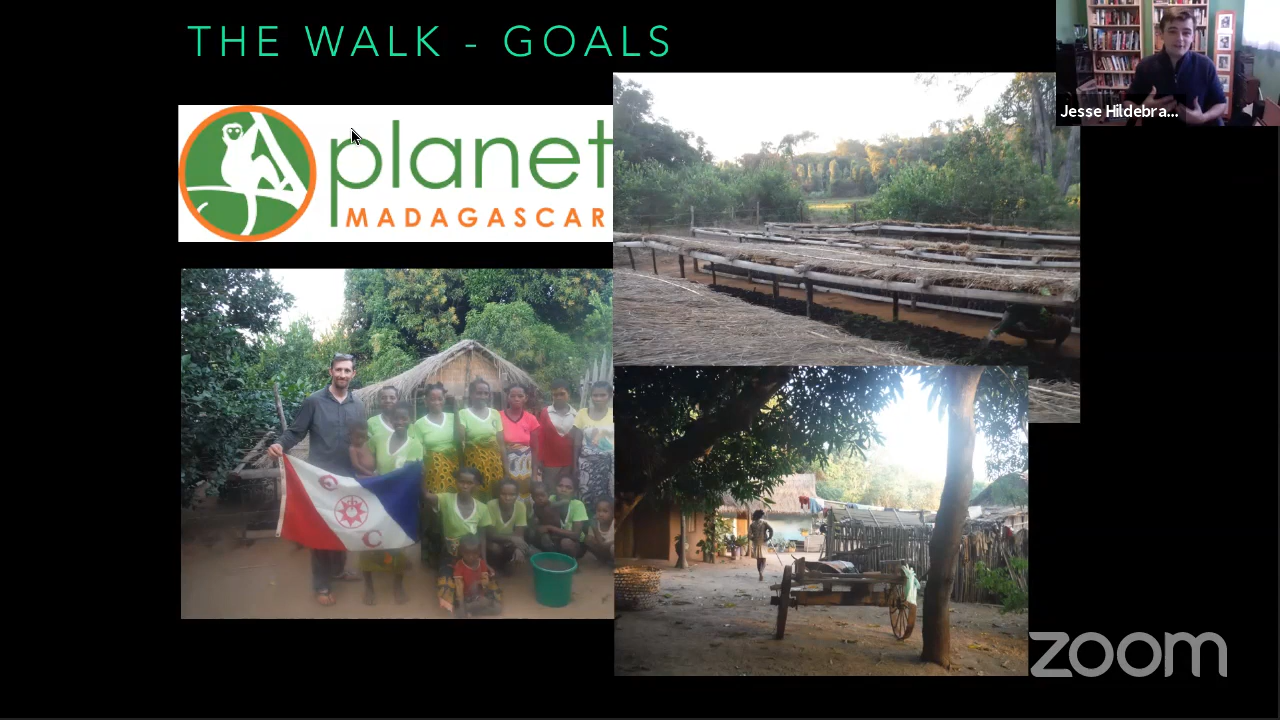 THE WALK - GOALS
Jesse Hildebra...
planet
MADAGASCAR
C
zoom